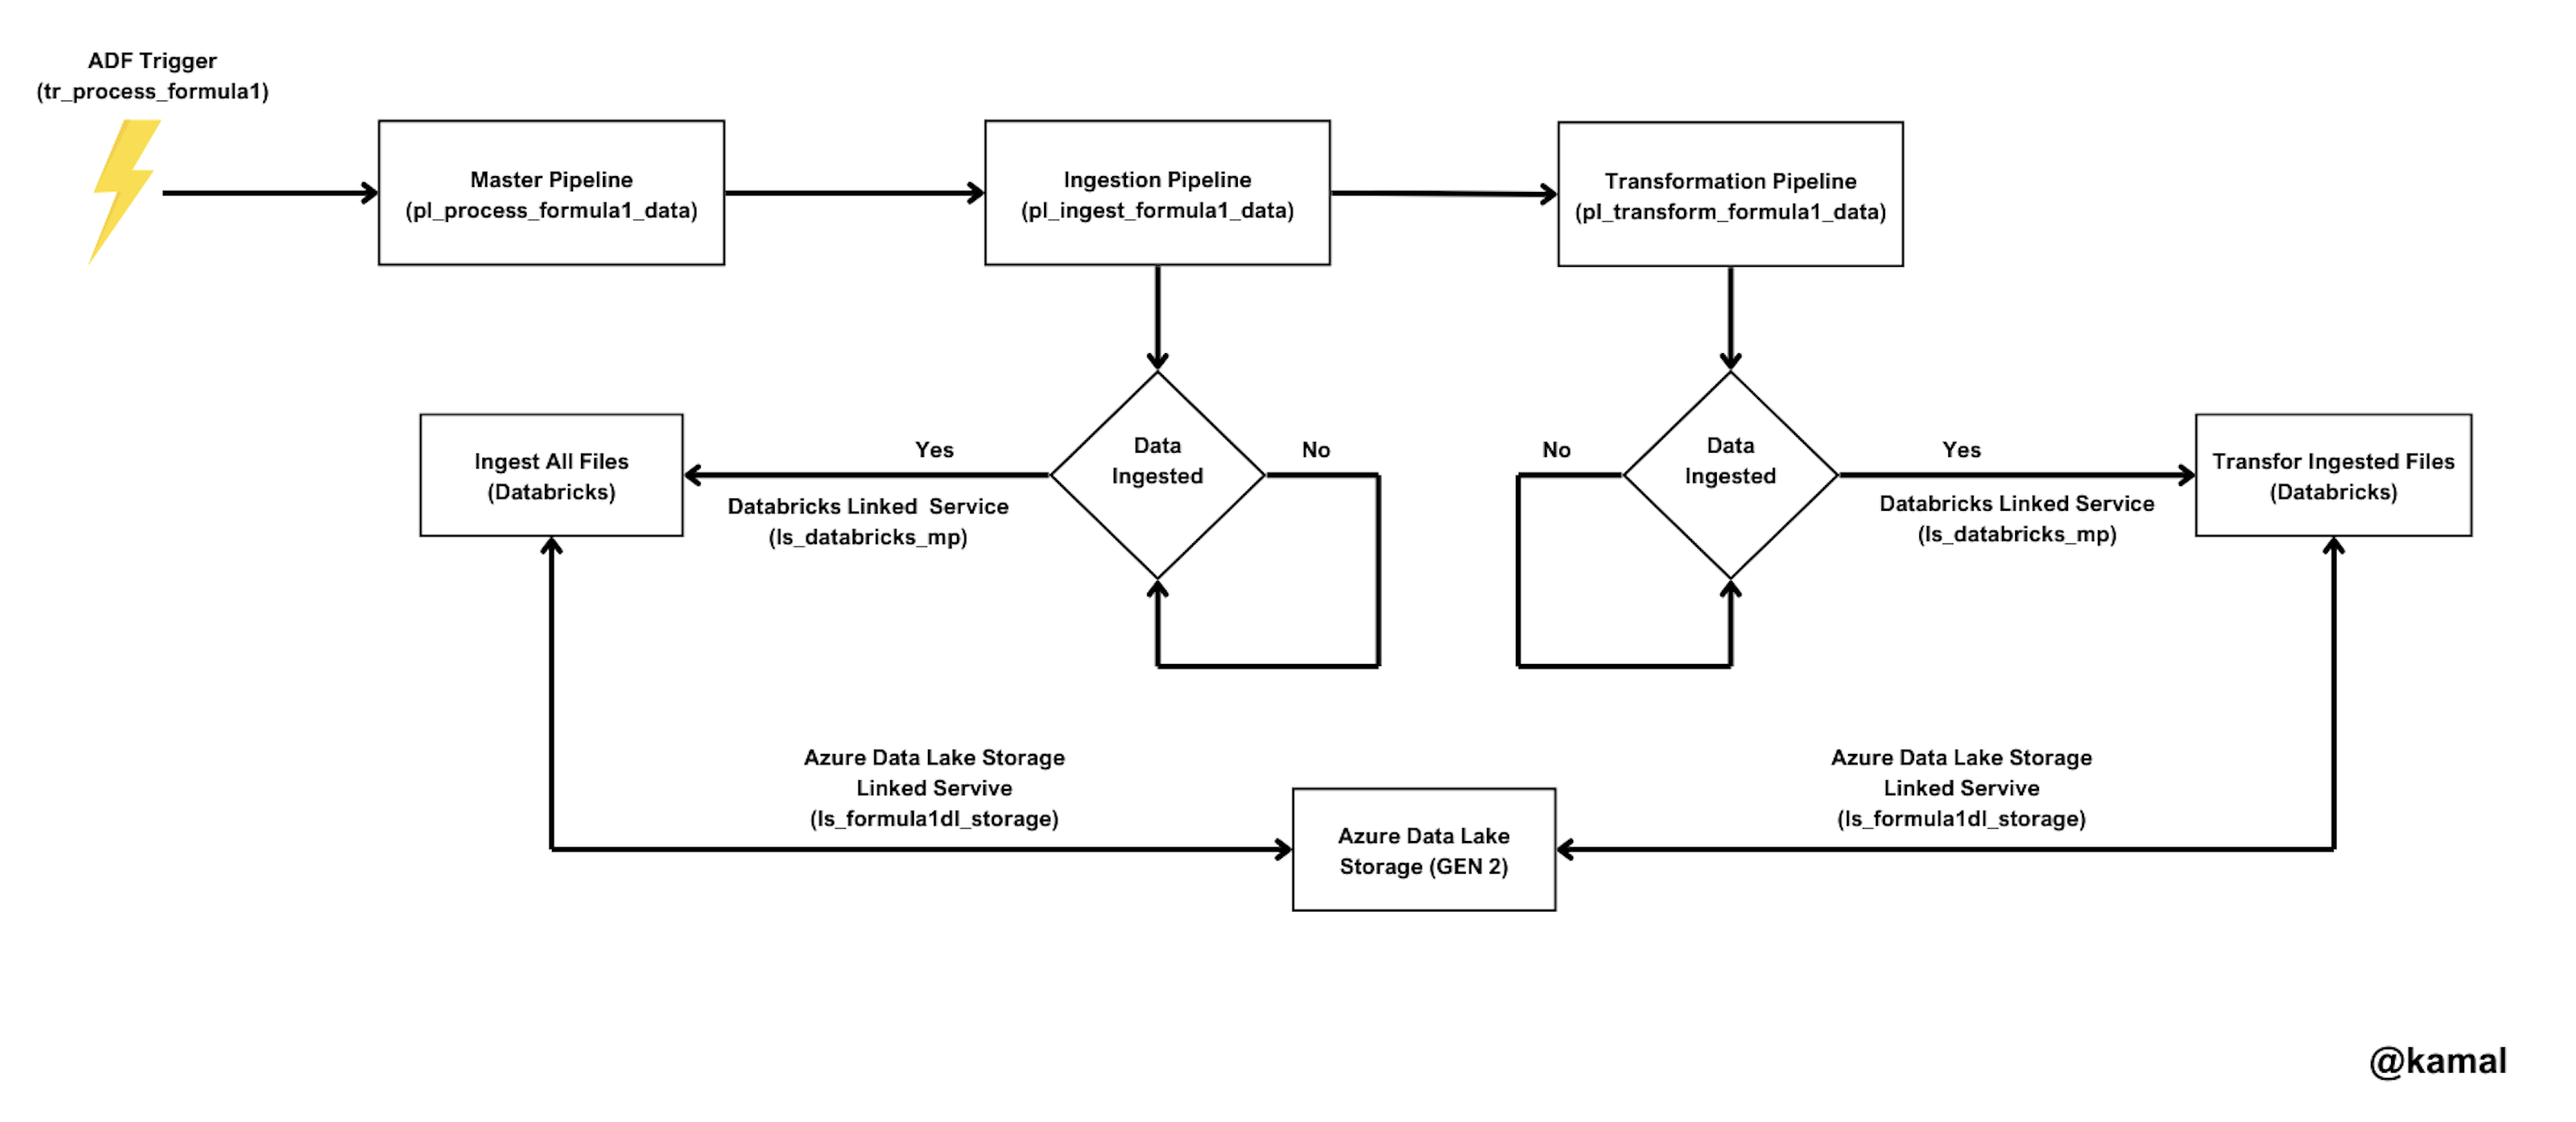 ADF Trigger
(tr_process_formula1)
Master Pipeline
(pl_process_formula1_data)
Ingestion Pipeline
(pl_ingest_formula1_data)
Transformation Pipeline
(pl_transform_formula1_data)
Ingest All Files
(Databricks)
Yes
Databricks Linked  Service
(ls_databricks_mp)
Data
Ingested
No
No
Data
Ingested
Yes
Databricks Linked Service
(ls_databricks_mp)
Transfor Ingested Files
(Databricks)
Azure Data Lake Storage
Linked Servive
(ls_formula1dl_storage)
Azure Data Lake
Storage (GEN 2)
Azure Data Lake Storage
Linked Servive
(ls_formula1dl_storage)
@kamal